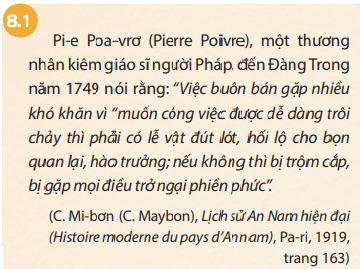 8.1
Pi-e Poa-vrơ (Pierre Poivre), một thương
nhân kiêm giáo sĩ người Pháp đến Đàng Trong
năm 1749 nói rằng: “Việc buôn bán gặp nhiều
khó khăn vì “muốn công việc được dễ dàng trôi
chảy thì phải có lễ vật đút lót, hối lộ cho bọn
quan lại, hào trưởng; nếu không thì bị trộm cắp,
bị gặp mọi điều trở ngại phiền phức”.
(C. Mi-bơn (C. Maybon), Lịch sử An Nam hiện đại
(Histoire moderne du pays d’Annam), Pa-ri, 1919,
trang 163)